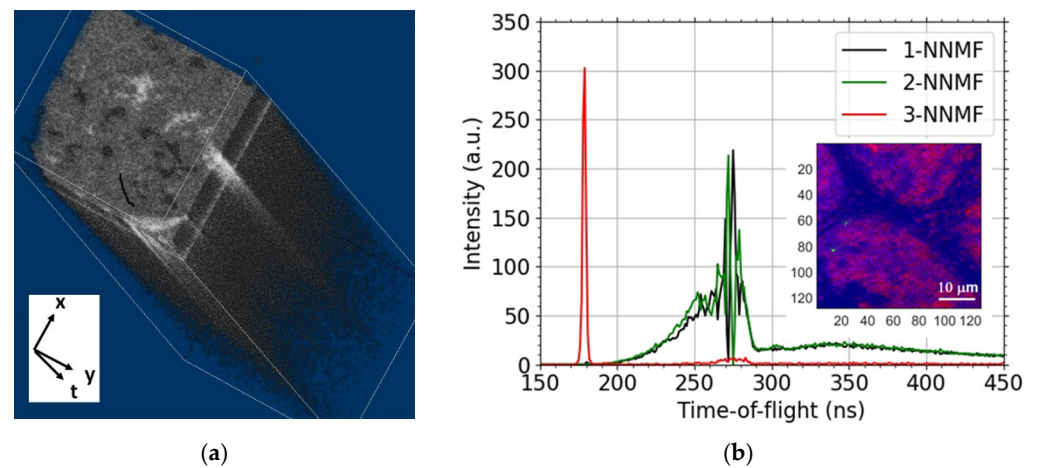 x
y
t
(a)
350
300
250
200
150
100
50
0
Intensity (a.u.)
1-NNMF
2-NNMF
3-NNMF
20
40
60
80
100
120
10 μm
20 40 60 80 100 120
150 200 250 300 350 400 450
Time-of-flight (ns)
(b)